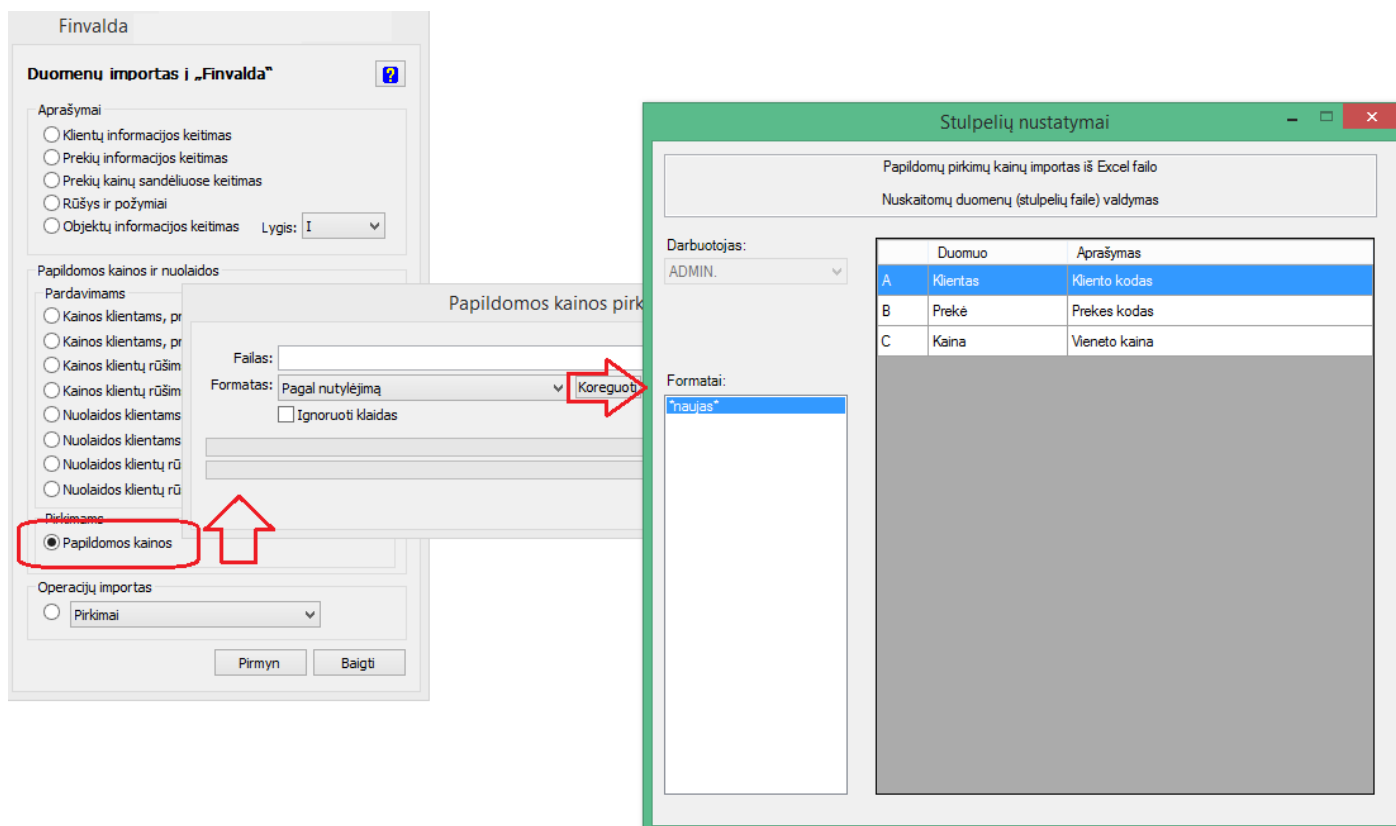 Finvalda
Duomenų importas į „Finvalda“
?
Aprašymai
Klientų informacijos keitimas
Prekių informacijos keitimas
Prekių kainų sandėliuose keitimas
Rūšys ir požymiai
Objektų informacijos keitimas Lygis: I
Papildomos kainos ir nuolaidos
Pardavimams
Kainos klientams, pr
Kainos klientams, pr
Kainos klientų rūšim
Kainos klientų rūšim
Nuolaidos klientams
Nuolaidos klientams
Nuolaidos klientų rū
Nuolaidos klientų rū
Pirkimams
Papildomos kainos
Operacijų importas
Pirkimai
Pirmyn Baigti
Papildomos kainos pirk
Failas:
Formatas: Pagal nutylėjimą Koreguoti
Ignoruoti klaidas
Stulpelių nustatymai
Papildomų pirkimų kainų importas iš Excel failo
Nuskaitomų duomenų (stulpelių faile) valdymas
Darbuotojas:
ADMIN.
Formatai:
*naujas*
Duomuo Aprašymas
A Klientas Kliento kodas
B Prekė Prekes kodas
C Kaina Vieneto kaina